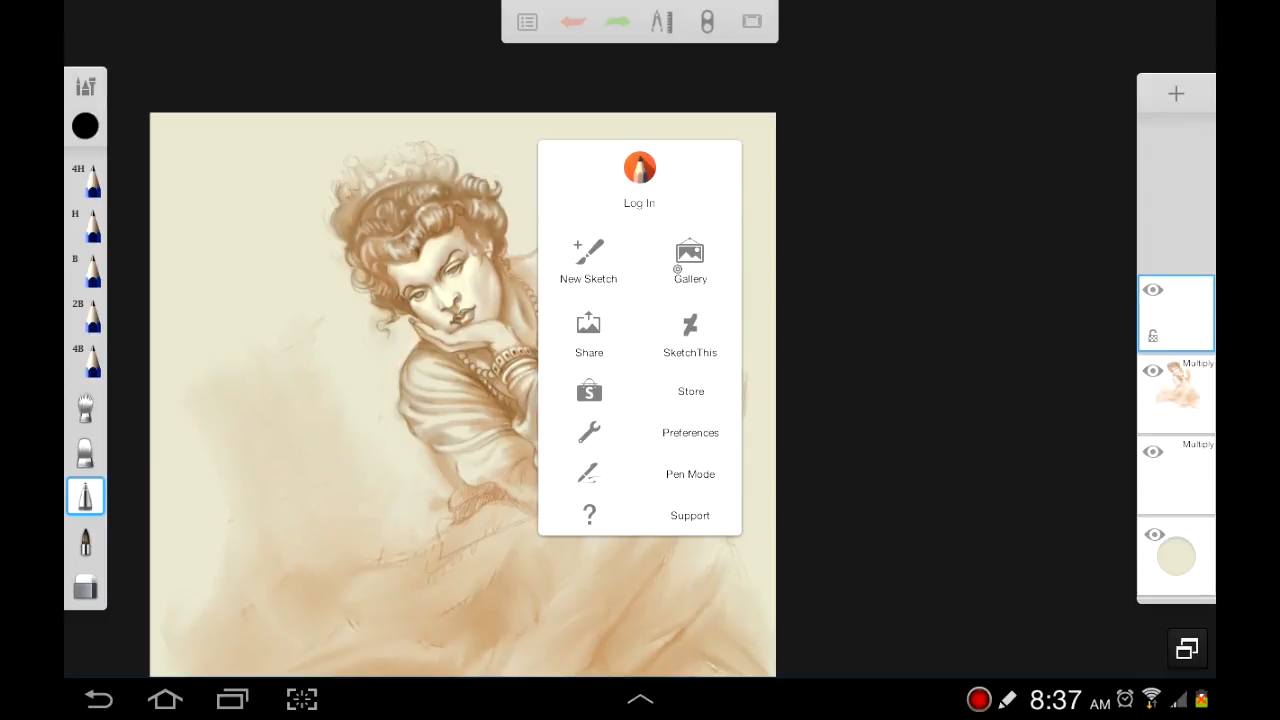 Log In
New Sketch
Gallery
Share
SketchThis
S
Store
Preferences
Pen Mode
?
Support
4H
H
B
2B
4B
Multiply
Multiply
8:37 AM